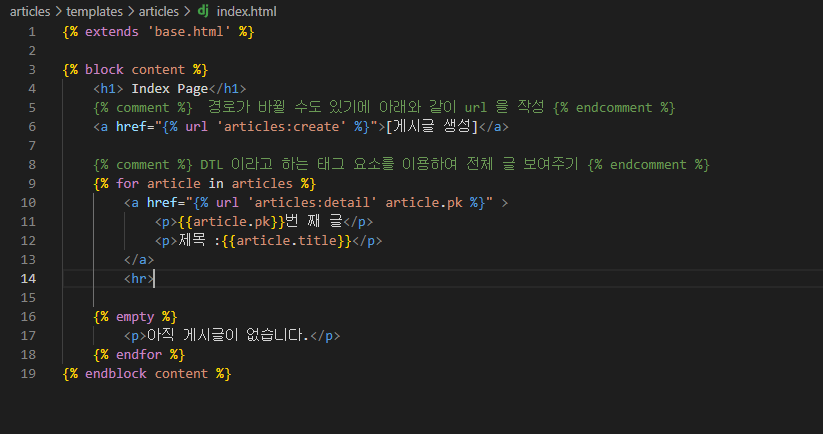 articles > templates > articles > dj index.html
1 {% extends 'base.html' %}
2
3 {% block content %}
4 <h1> Index Page</h1>
5 {% comment %}  경로가 바뀔 수도 있기에 아래와 같이 url 을 작성 {% endcomment %}
6 <a href="{% url 'articles:create' %}">[게시글 생성]</a>
7
8 {% comment %} DTL 이라고 하는 태그 요소를 이용하여 전체 글 보여주기 {% endcomment %}
9 {% for article in articles %}
10 <a href="{% url 'articles:detail' article.pk %}" >
11 <p>{{article.pk}}번 째 글</p>
12 <p>제목 :{{article.title}}</p>
13 </a>
14 <hr>
15
16 {% empty %}
17 <p>아직 게시글이 없습니다.</p>
18 {% endfor %}
19 {% endblock content %}